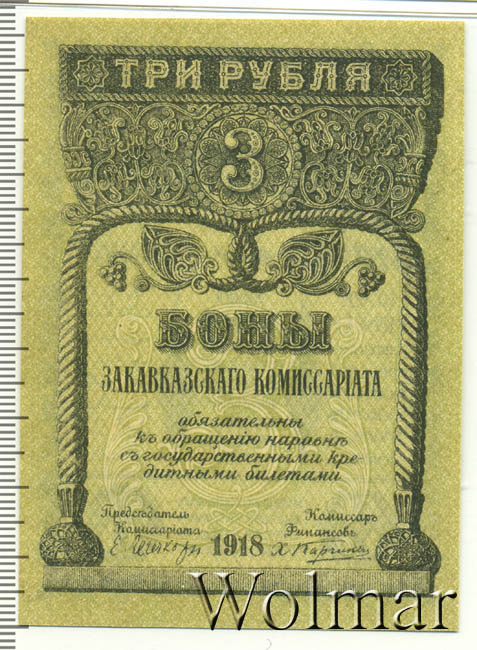 ТРИ РУБЛЯ
3
БОНЫ
ЗАКАВКАЗСКАГО КОМИССАРІАТА
обязательны
къ обращенію наравнѣ
съ государственными кре-
дитными билетами
Предсѣдатель Комиссаръ
Комиссаріата Финансовъ
1918
Wolmar